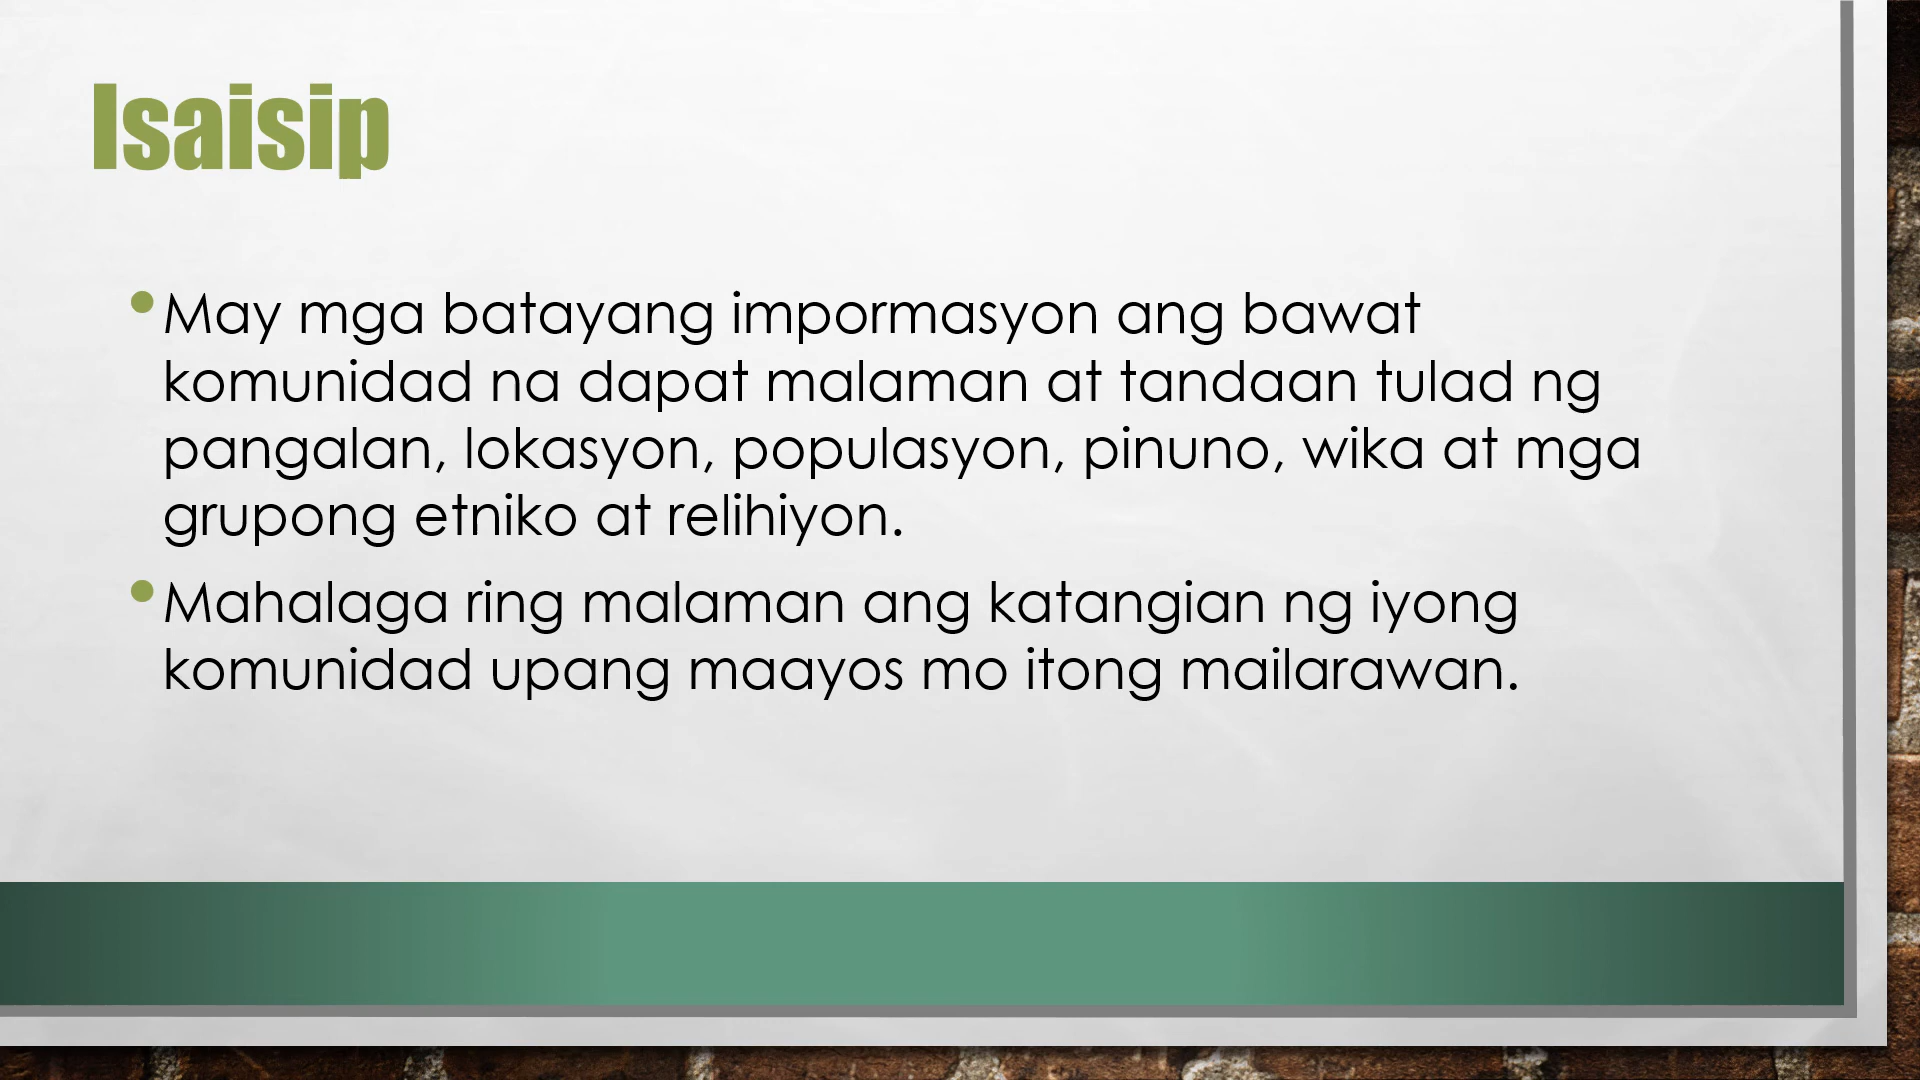 Isaisip
•May mga batayang impormasyon ang bawat
komunidad na dapat malaman at tandaan tulad ng
pangalan, lokasyon, populasyon, pinuno, wika at mga
grupong etniko at relihiyon.
•Mahalaga ring malaman ang katangian ng iyong
komunidad upang maayos mo itong mailarawan.